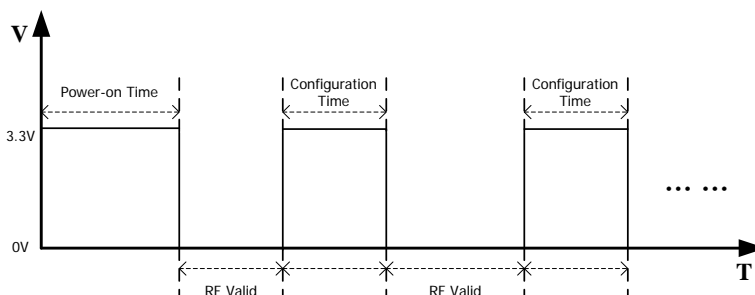 V
Power-on Time
Configuration
Time
Configuration
Time
3.3V
... ...
0V
T
RF Valid
RF Valid